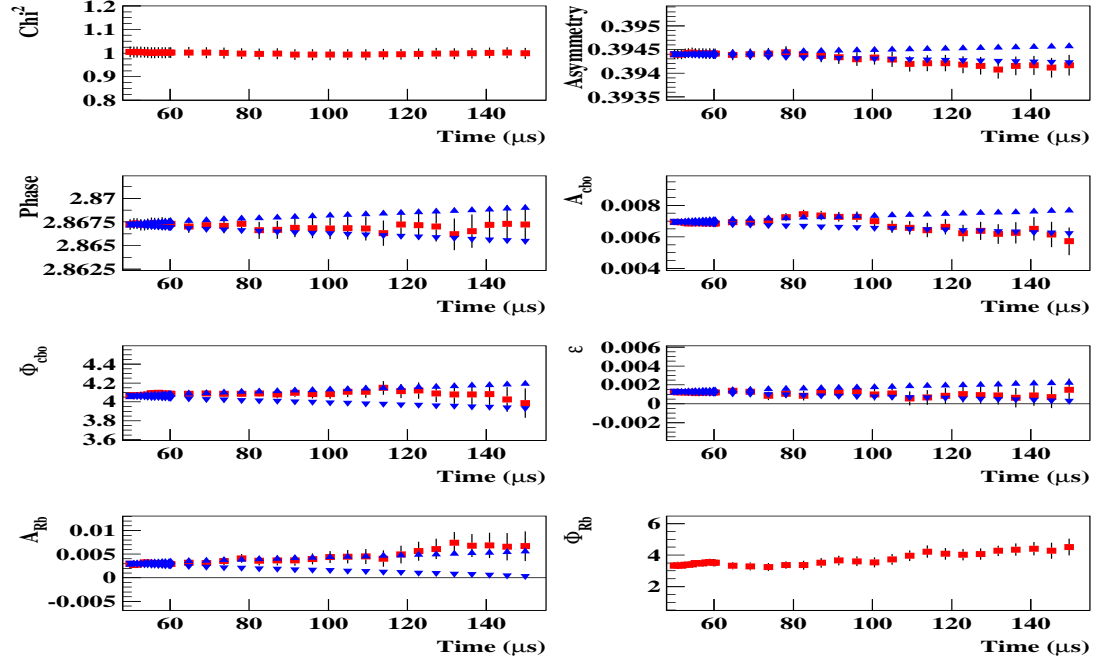 Chi²
1.2
1.1
1
0.9
0.8
60 80 100 120 140
Time (μs)
Asymmetry
0.395
0.3945
0.394
0.3935
60 80 100 120 140
Time (μs)
Phase
2.87
2.8675
2.865
2.8625
60 80 100 120 140
Time (μs)
A_cbo
0.008
0.006
0.004
60 80 100 120 140
Time (μs)
Φ_cbo
4.4
4.2
4
3.8
3.6
60 80 100 120 140
Time (μs)
ε
0.006
0.004
0.002
0
-0.002
60 80 100 120 140
Time (μs)
A_Rb
0.01
0.005
0
-0.005
60 80 100 120 140
Time (μs)
Φ_Rb
6
4
2
60 80 100 120 140
Time (μs)